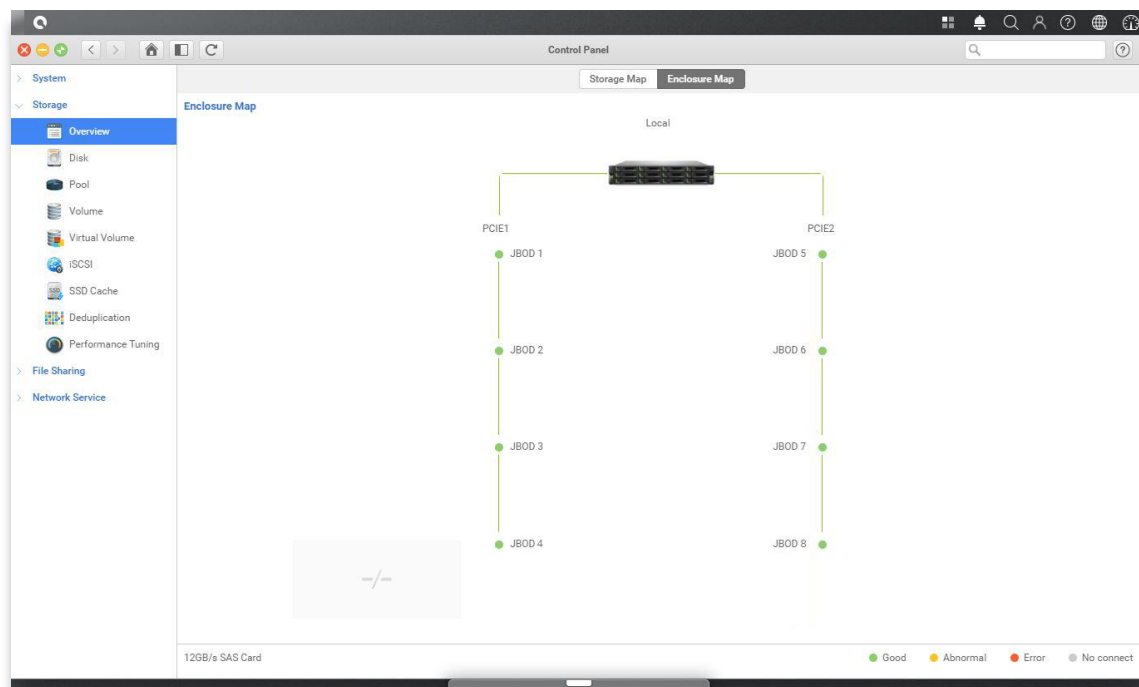 Control Panel
System
Storage
Overview
Disk
Pool
Volume
Virtual Volume
iSCSI
SSD Cache
Deduplication
Performance Tuning
File Sharing
Network Service
Storage Map Enclosure Map
Enclosure Map
Local
PCIE1 PCIE2
JBOD 1 JBOD 5
JBOD 2 JBOD 6
JBOD 3 JBOD 7
JBOD 4 JBOD 8
–/–
12GB/s SAS Card Good Abnormal Error No connect